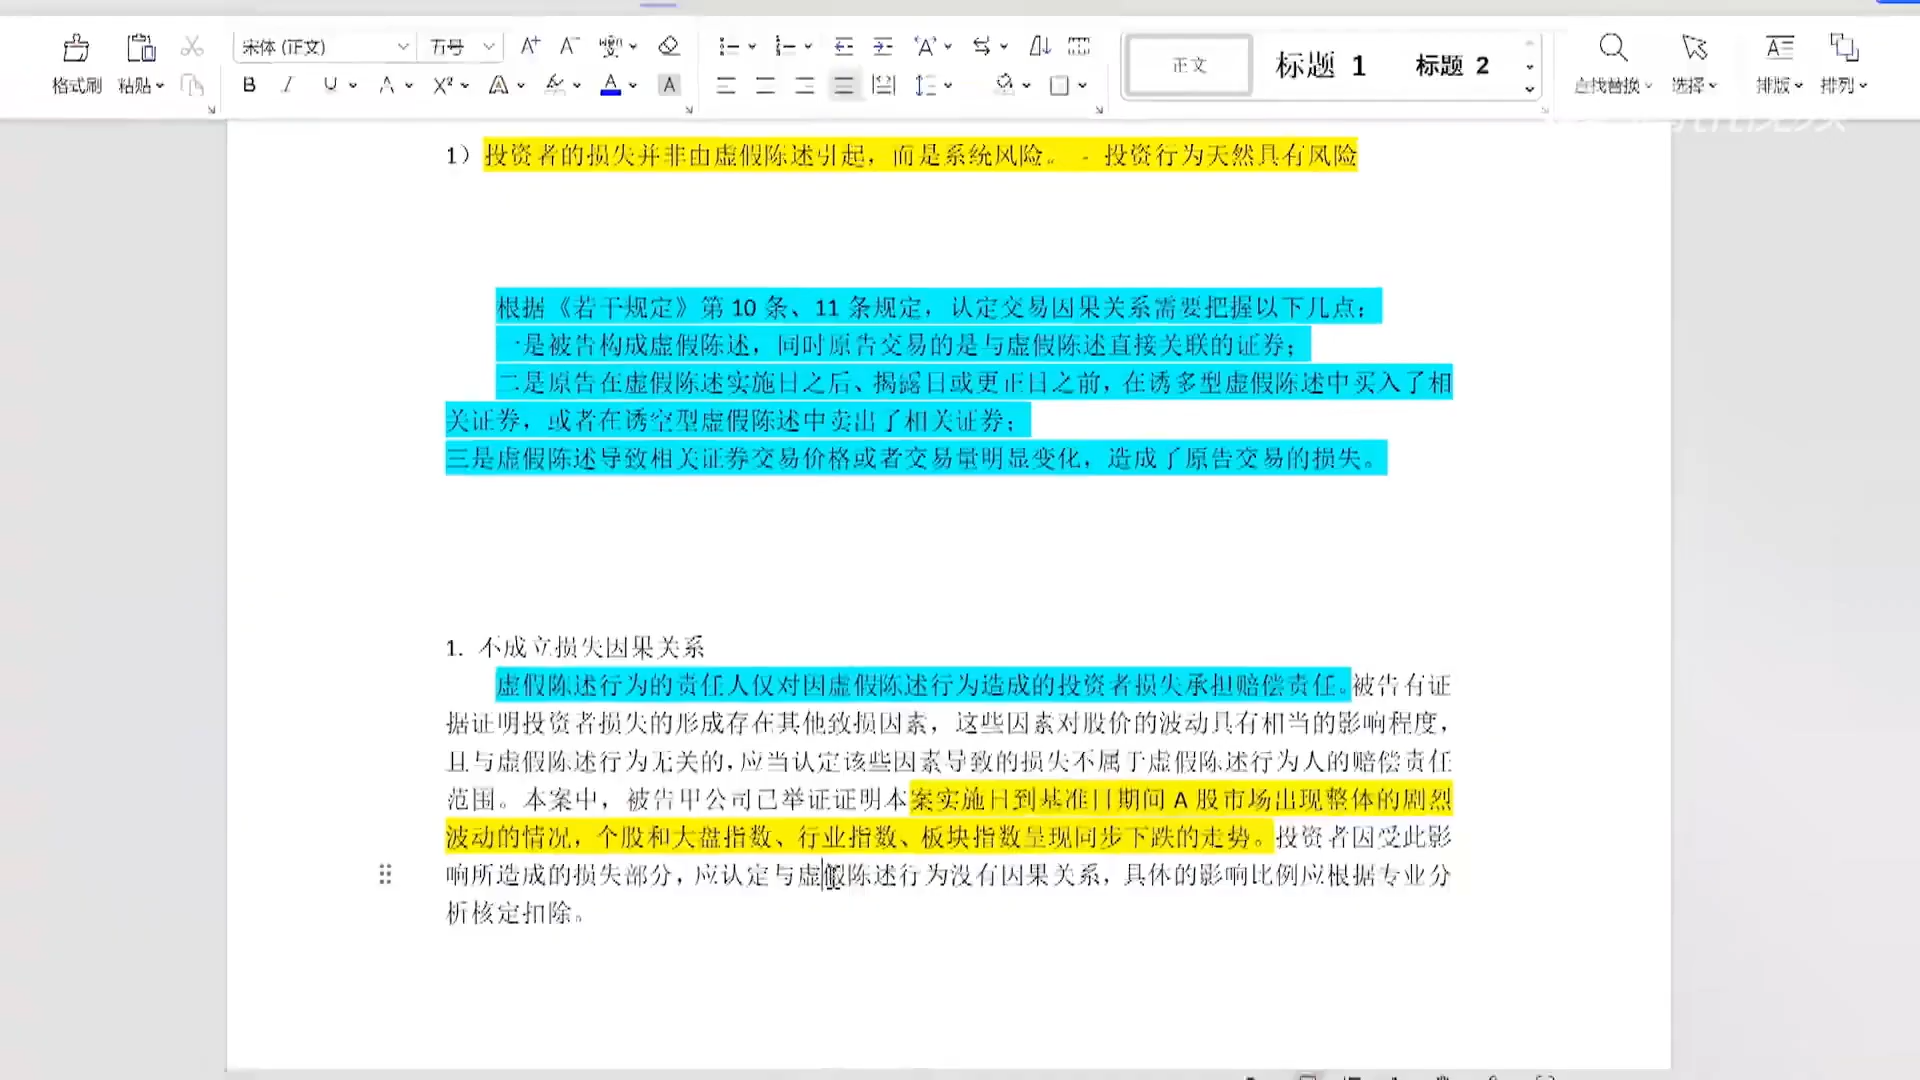 宋体 (正文) 五号 正文 标题 1 标题 2
格式刷 粘贴 查找替换 选择 排版 排列
1）投资者的损失并非由虚假陈述引起，而是系统风险。 - 投资行为天然具有风险
根据《若干规定》第 10 条、11 条规定，认定交易因果关系需要把握以下几点：
一是被告构成虚假陈述，同时原告交易的是与虚假陈述直接关联的证券；
二是原告在虚假陈述实施日之后、揭露日或更正日之前，在诱多型虚假陈述中买入了相
关证券，或者在诱空型虚假陈述中卖出了相关证券；
三是虚假陈述导致相关证券交易价格或者交易量明显变化，造成了原告交易的损失。
1. 不成立损失因果关系
虚假陈述行为的责任人仅对因虚假陈述行为造成的投资者损失承担赔偿责任。被告有证
据证明投资者损失的形成存在其他致损因素，这些因素对股价的波动具有相当的影响程度，
且与虚假陈述行为无关的，应当认定该些因素导致的损失不属于虚假陈述行为人的赔偿责任
范围。本案中，被告甲公司已举证证明本案实施日到基准日期间 A 股市场出现整体的剧烈
波动的情况，个股和大盘指数、行业指数、板块指数呈现同步下跌的走势。投资者因受此影
响所造成的损失部分，应认定与虚假陈述行为没有因果关系，具体的影响比例应根据专业分
析核定扣除。